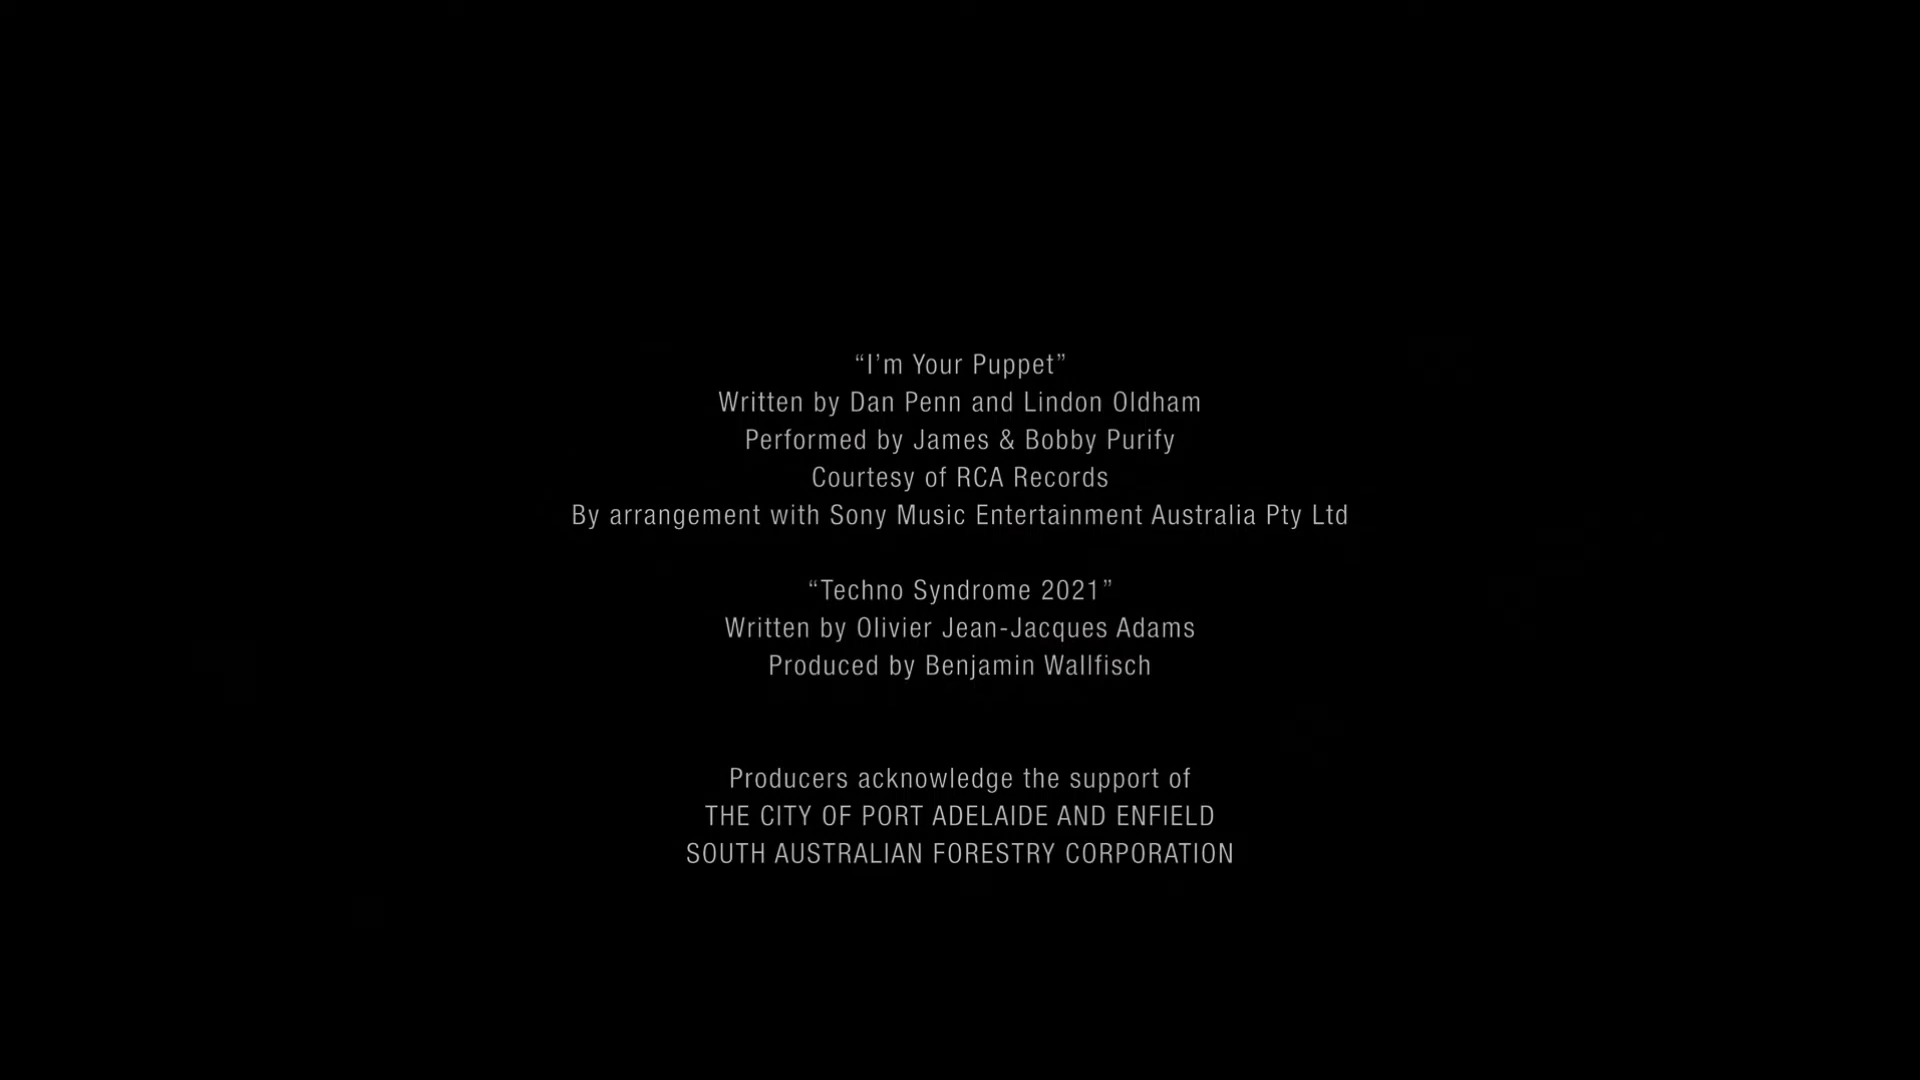 “I’m Your Puppet”
Written by Dan Penn and Lindon Oldham
Performed by James & Bobby Purify
Courtesy of RCA Records
By arrangement with Sony Music Entertainment Australia Pty Ltd
“Techno Syndrome 2021”
Written by Olivier Jean-Jacques Adams
Produced by Benjamin Wallfisch
Producers acknowledge the support of
THE CITY OF PORT ADELAIDE AND ENFIELD
SOUTH AUSTRALIAN FORESTRY CORPORATION